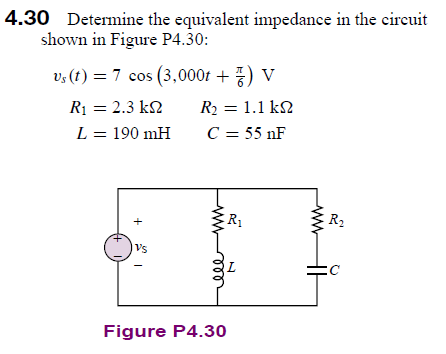 4.30 Determine the equivalent impedance in the circuit
shown in Figure P4.30:
vs(t) = 7 cos (3,000t + π/6) V
R1 = 2.3 kΩ R2 = 1.1 kΩ
L = 190 mH C = 55 nF
+
R1
R2
+
vS
L
C
Figure P4.30